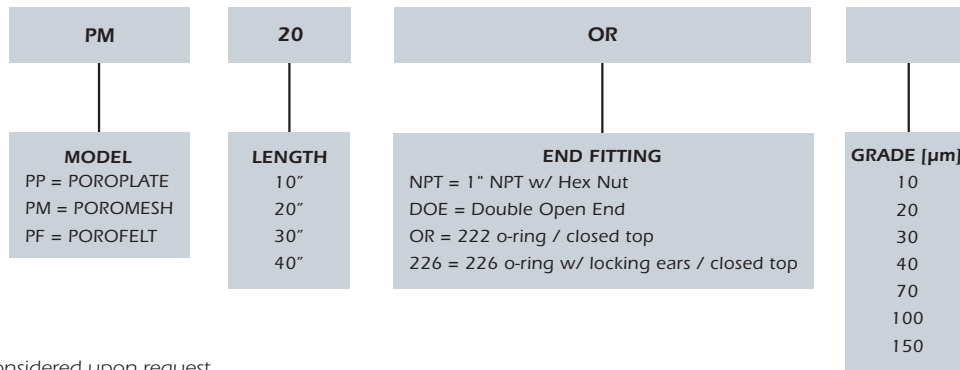 PM 20 OR
MODEL
PP = POROPLATE
PM = POROMESH
PF = POROFELT
LENGTH
10"
20"
30"
40"
END FITTING
NPT = 1" NPT w/ Hex Nut
DOE = Double Open End
OR = 222 o-ring / closed top
226 = 226 o-ring w/ locking ears / closed top
GRADE [µm]
10
20
30
40
70
100
150
upon request